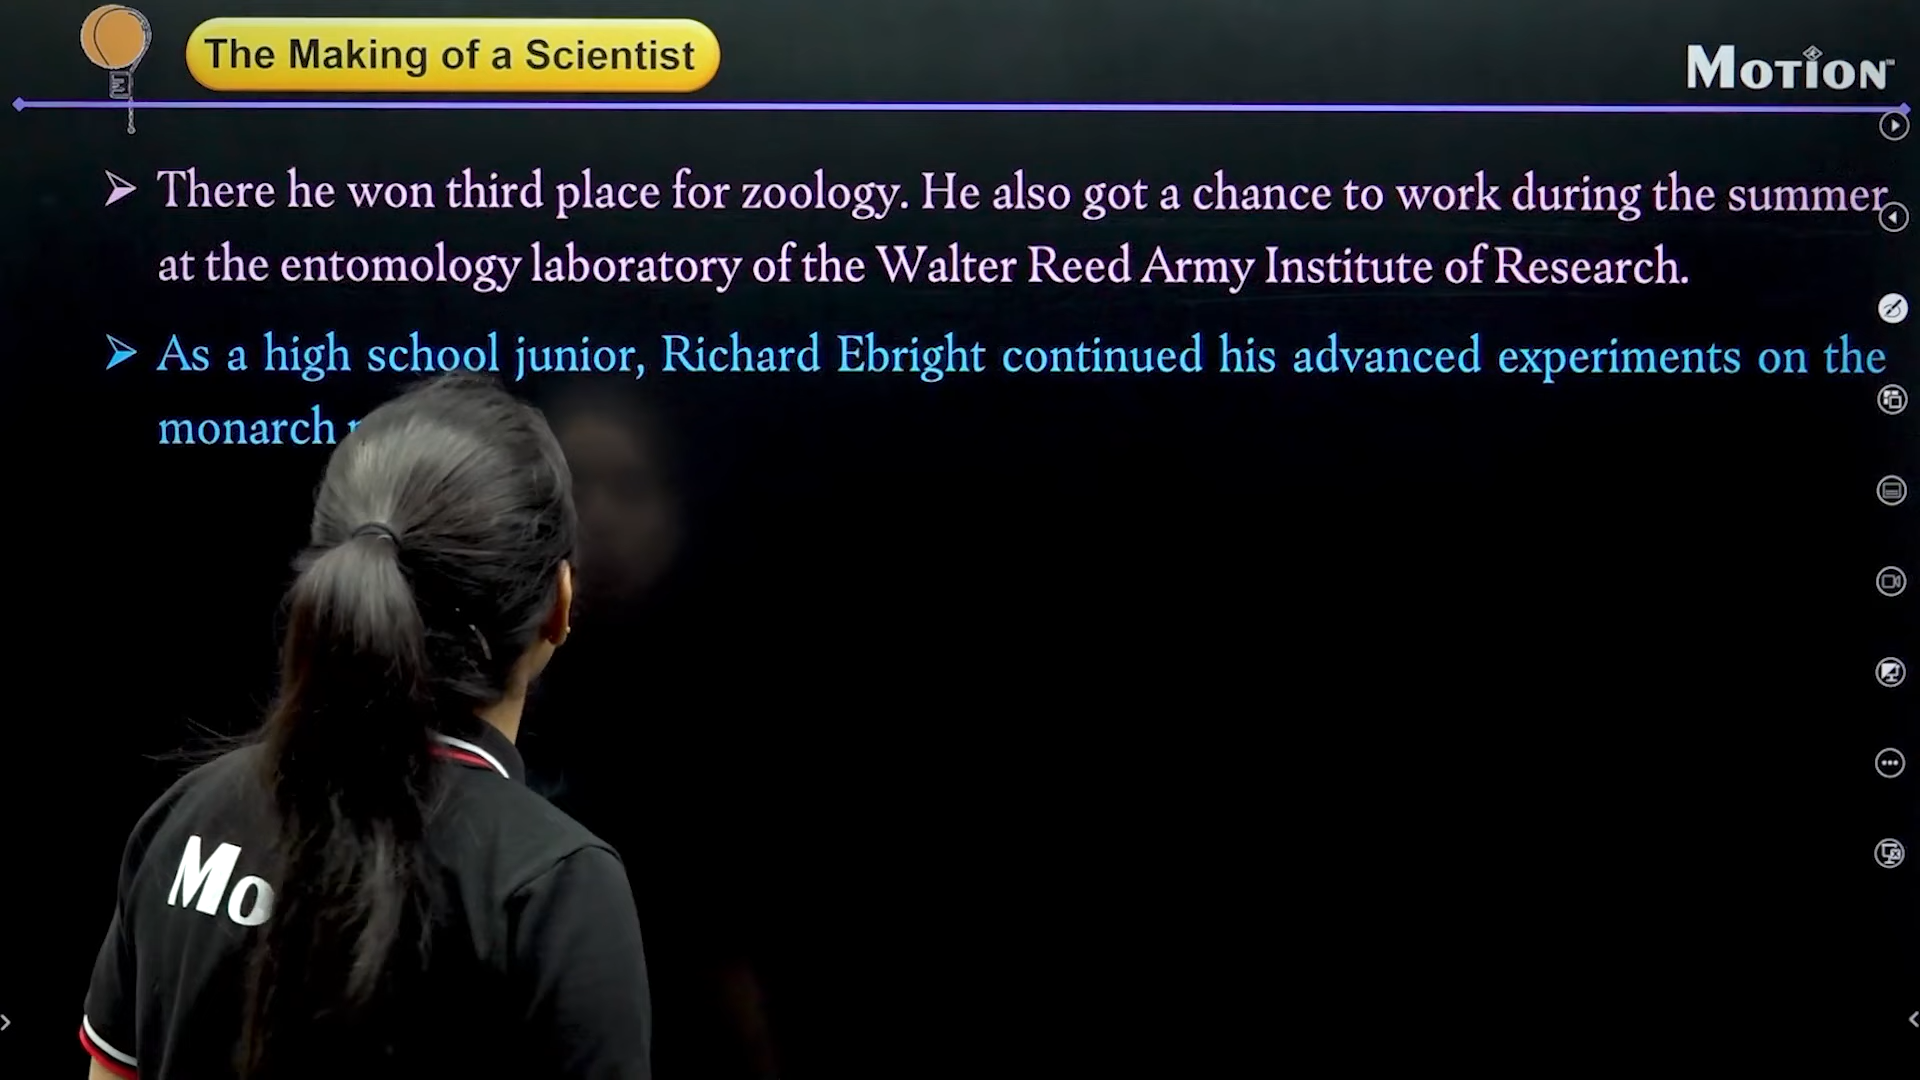 The Making of a Scientist
MOTION
There he won third place for zoology. He also got a chance to work during the summer
at the entomology laboratory of the Walter Reed Army Institute of Research.
As a high school junior, Richard Ebright continued his advanced experiments on the
monarch
Mo